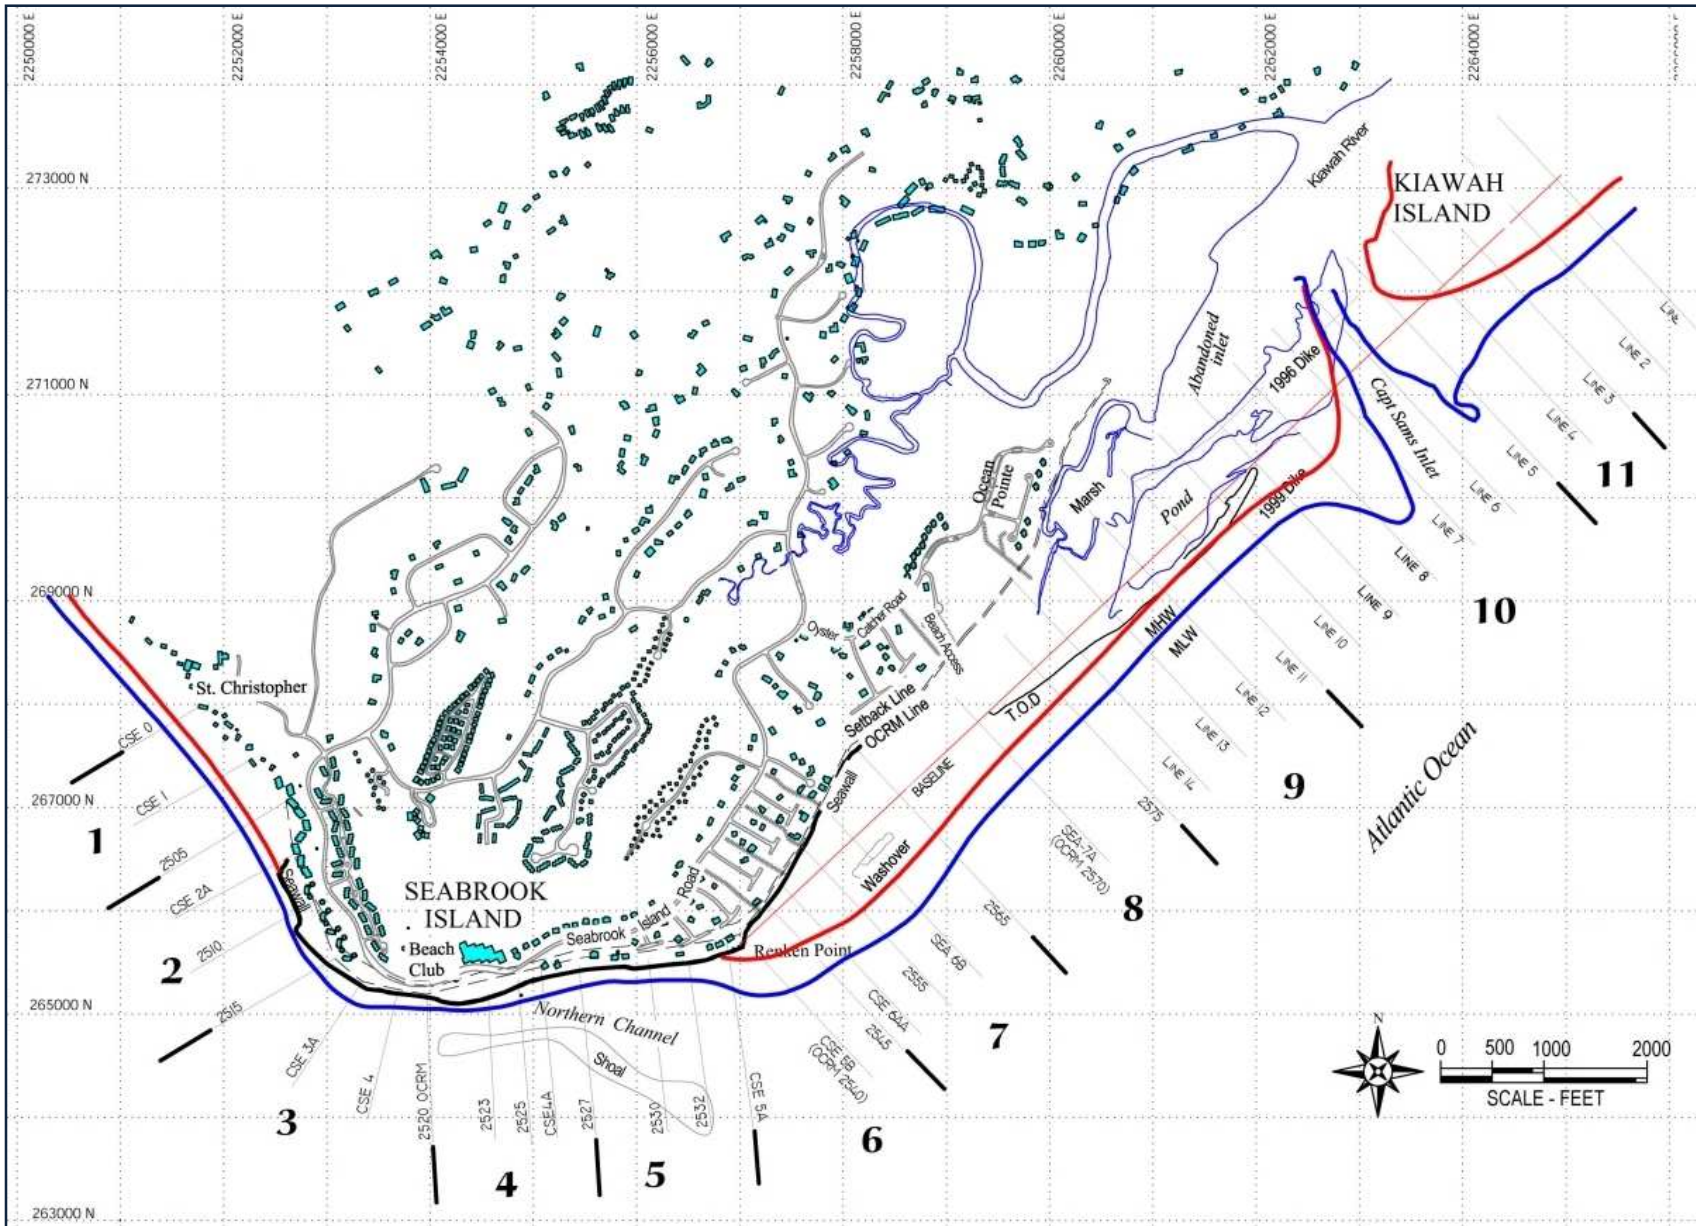 2250000 E
2252000 E
2254000 E
2256000 E
2258000 E
2260000 E
2262000 E
2264000 E
273000 N
271000 N
269000 N
267000 N
265000 N
263000 N
Kiawah River
KIAWAH
ISLAND
Abandoned
inlet
1996 Dike
Capt Sams Inlet
1999 Dike
Ocean
Pointe
Marsh
Pond
LINE
LINE 2
LINE 3
LINE 4
LINE 5
LINE 6
LINE 7
LINE 8
LINE 9
LINE 10
LINE 11
LINE 12
LINE 13
LINE 14
2575
SEA-7A
(OCRM 2570)
2565
SEA 6B
2555
CSE 6AA
2545
CSE 5B
(OCRM 2540)
CSE 5A
2532
2530
2527
CSE4A
2525
2523
2520 OCRM
CSE 4
CSE 3A
2515
2510
CSE 2A
2505
CSE 1
CSE 0
St. Christopher
Oyster
Catcher Road
Beach Access
MHW
MLW
T.O.D
Setback Line
OCRM Line
Seawall
BASELINE
Washover
Atlantic Ocean
Seawall
SEABROOK
ISLAND
Beach
Club
Seabrook
Island
Road
Renken Point
Northern Channel
Shoal
1
2
3
4
5
6
7
8
9
10
11
N
0 500 1000 2000
SCALE - FEET